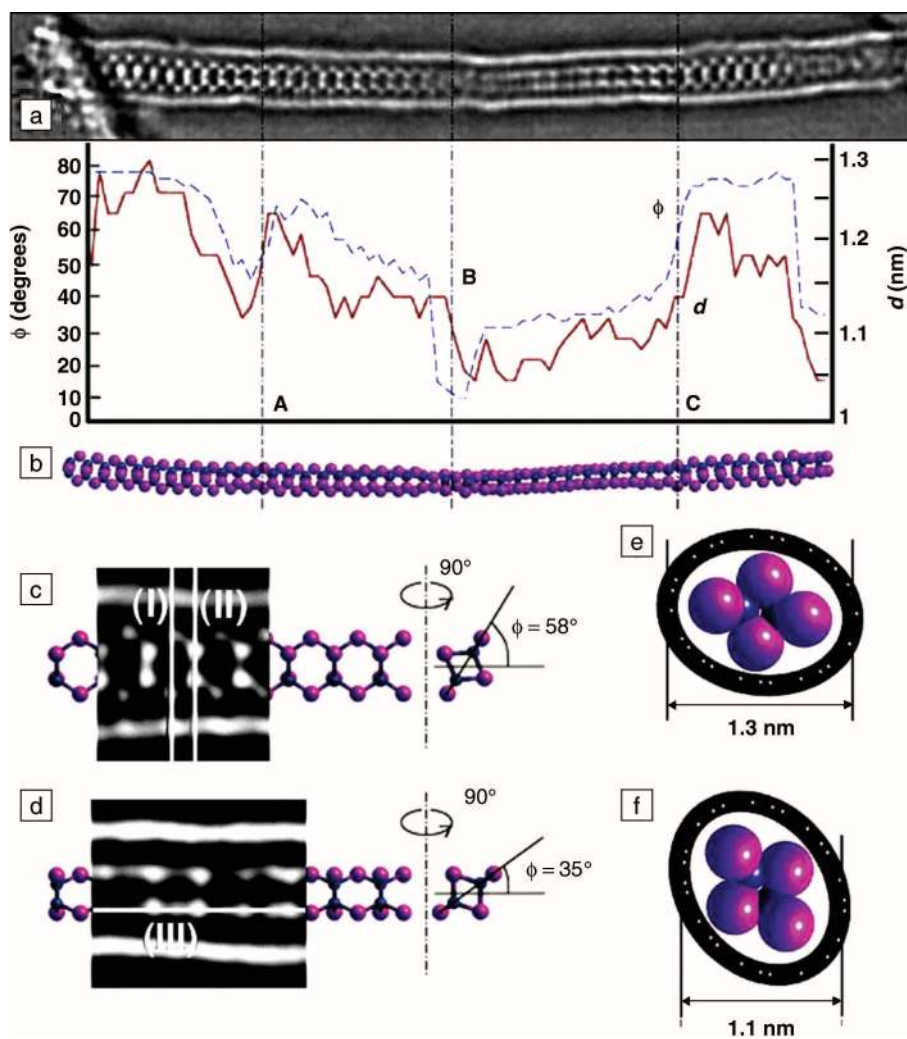 a
80
70
60
50
40
30
20
10
0
ϕ (degrees)
1.3
1.2
1.1
1
d (nm)
ϕ
d
A
B
C
b
c
(I)
(II)
90°
ϕ = 58°
d
(III)
90°
ϕ = 35°
e
1.3 nm
f
1.1 nm